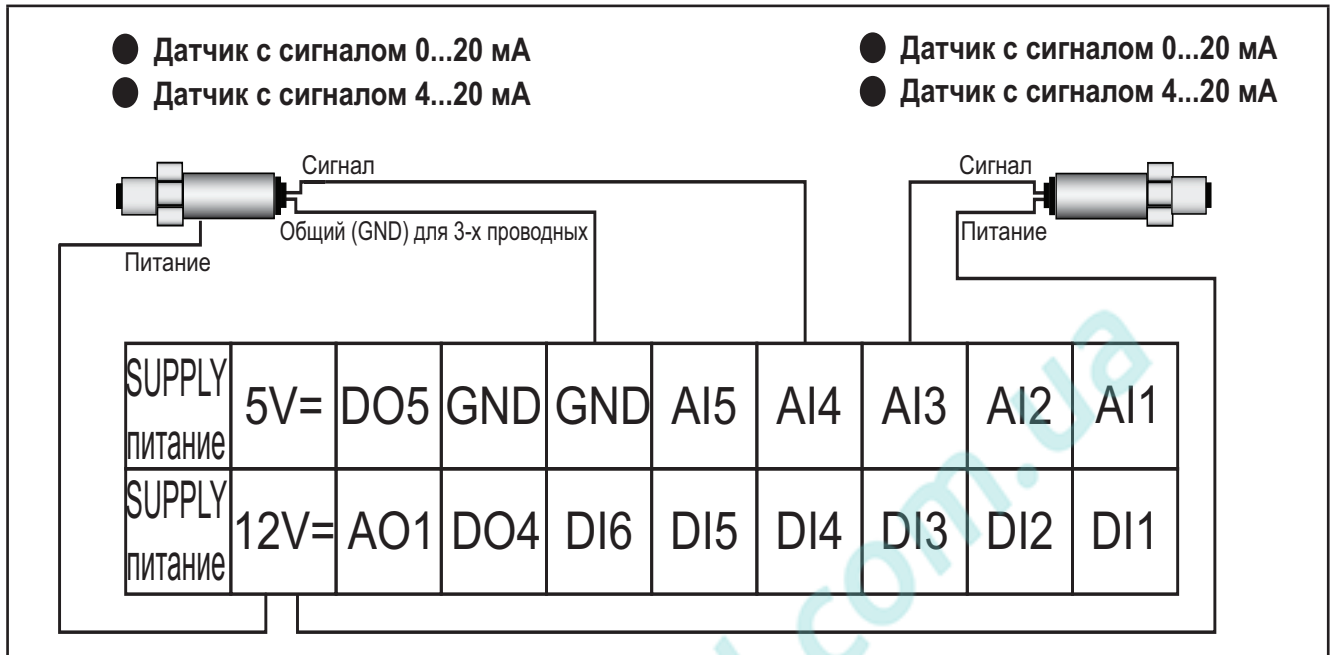 ● Датчик с сигналом 0...20 мА
● Датчик с сигналом 4...20 мА
● Датчик с сигналом 0...20 мА
● Датчик с сигналом 4...20 мА
Сигнал
Общий (GND) для 3-х проводных
Питание
Сигнал
Питание
SUPPLY питание 5V= DO5 GND GND AI5 AI4 AI3 AI2 AI1
SUPPLY питание 12V= AO1 DO4 DI6 DI5 DI4 DI3 DI2 DI1
com.ua